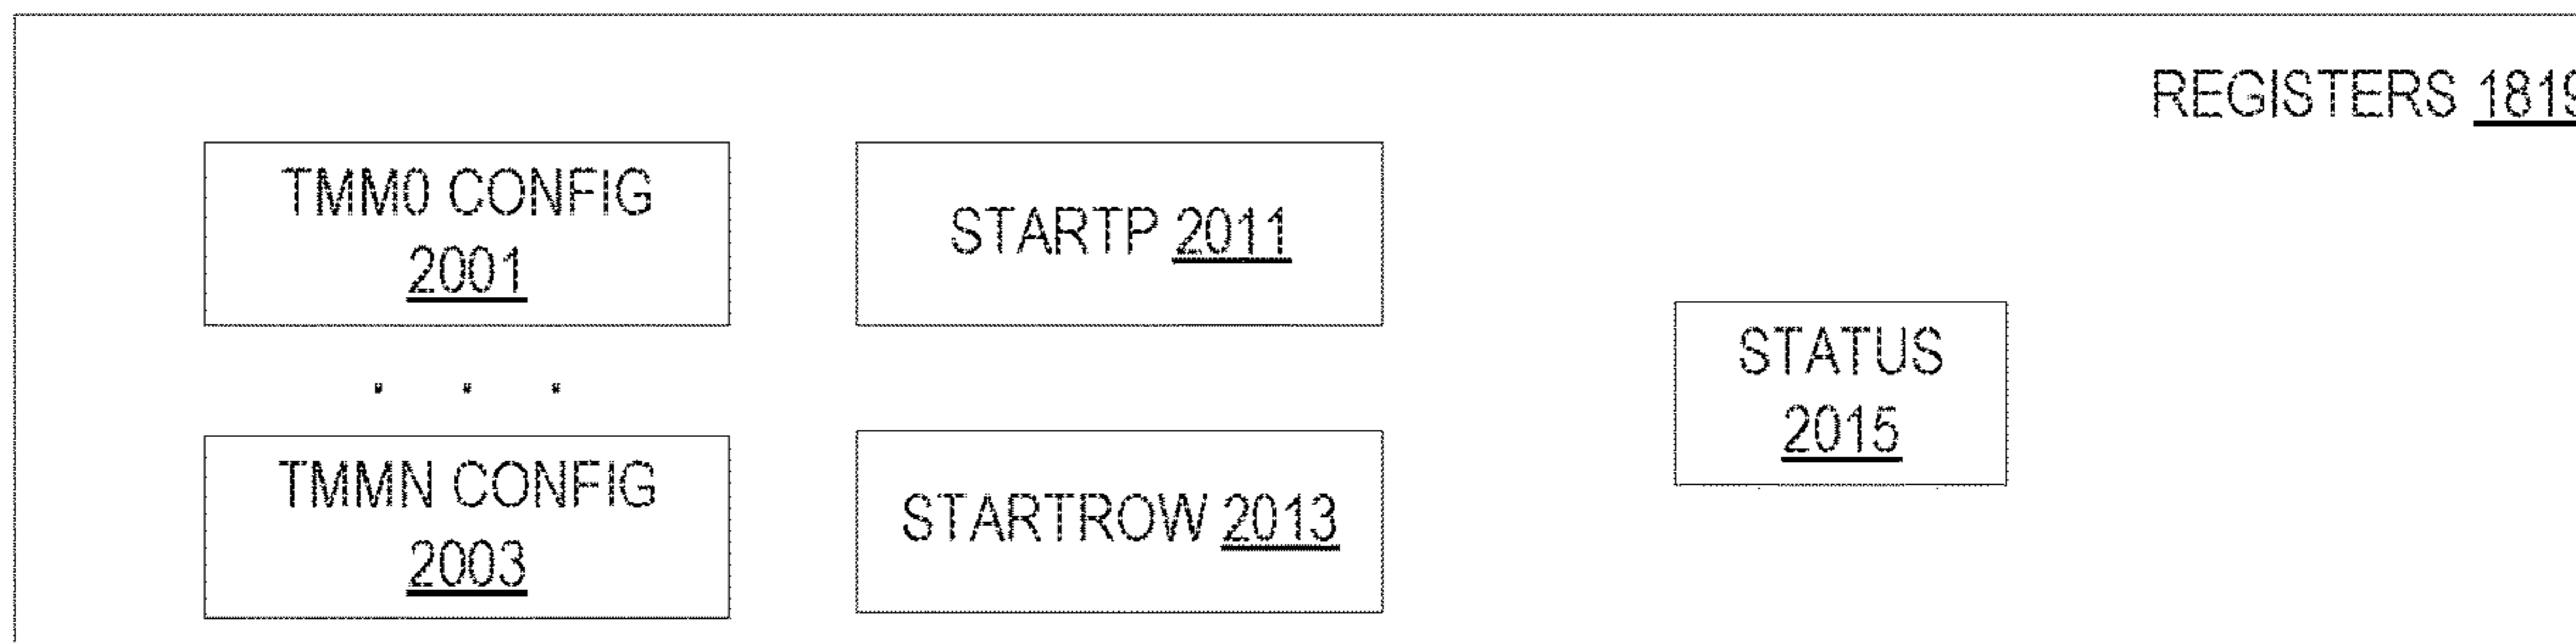 REGISTERS 1819
TMM0 CONFIG
2001
STARTP 2011
. . .
STATUS
2015
TMMN CONFIG
2003
STARTROW 2013